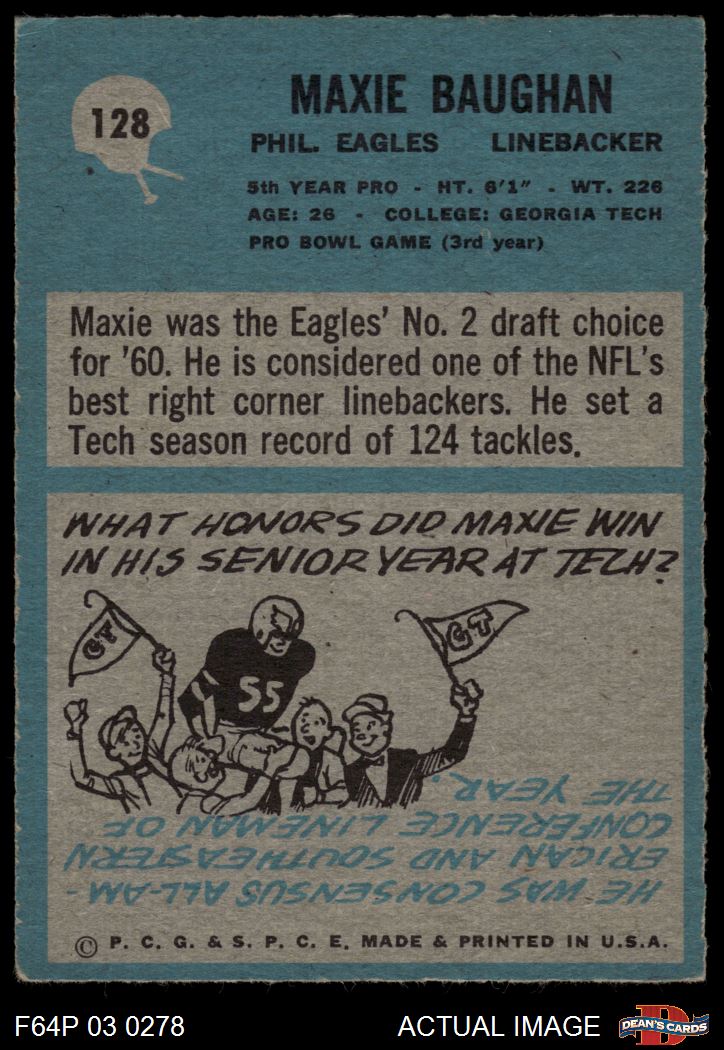 128
MAXIE BAUGHAN
PHIL. EAGLES LINEBACKER
5th YEAR PRO - HT. 6'1" - WT. 226
AGE: 26 - COLLEGE: GEORGIA TECH
PRO BOWL GAME (3rd year)
Maxie was the Eagles' No. 2 draft choice
for '60. He is considered one of the NFL's
best right corner linebackers. He set a
Tech season record of 124 tackles.
WHAT HONORS DID MAXIE WIN
IN HIS SENIOR YEAR AT TECH?
GT
GT
55
HE WAS CONSENSUS ALL-AM-
ERICAN AND SOUTHEASTERN
CONFERENCE LINEMAN OF
THE YEAR.
© P. C. G. & S. P. C. E. MADE & PRINTED IN U.S.A.
F64P 03 0278 ACTUAL IMAGE
D
DEAN'S CARDS